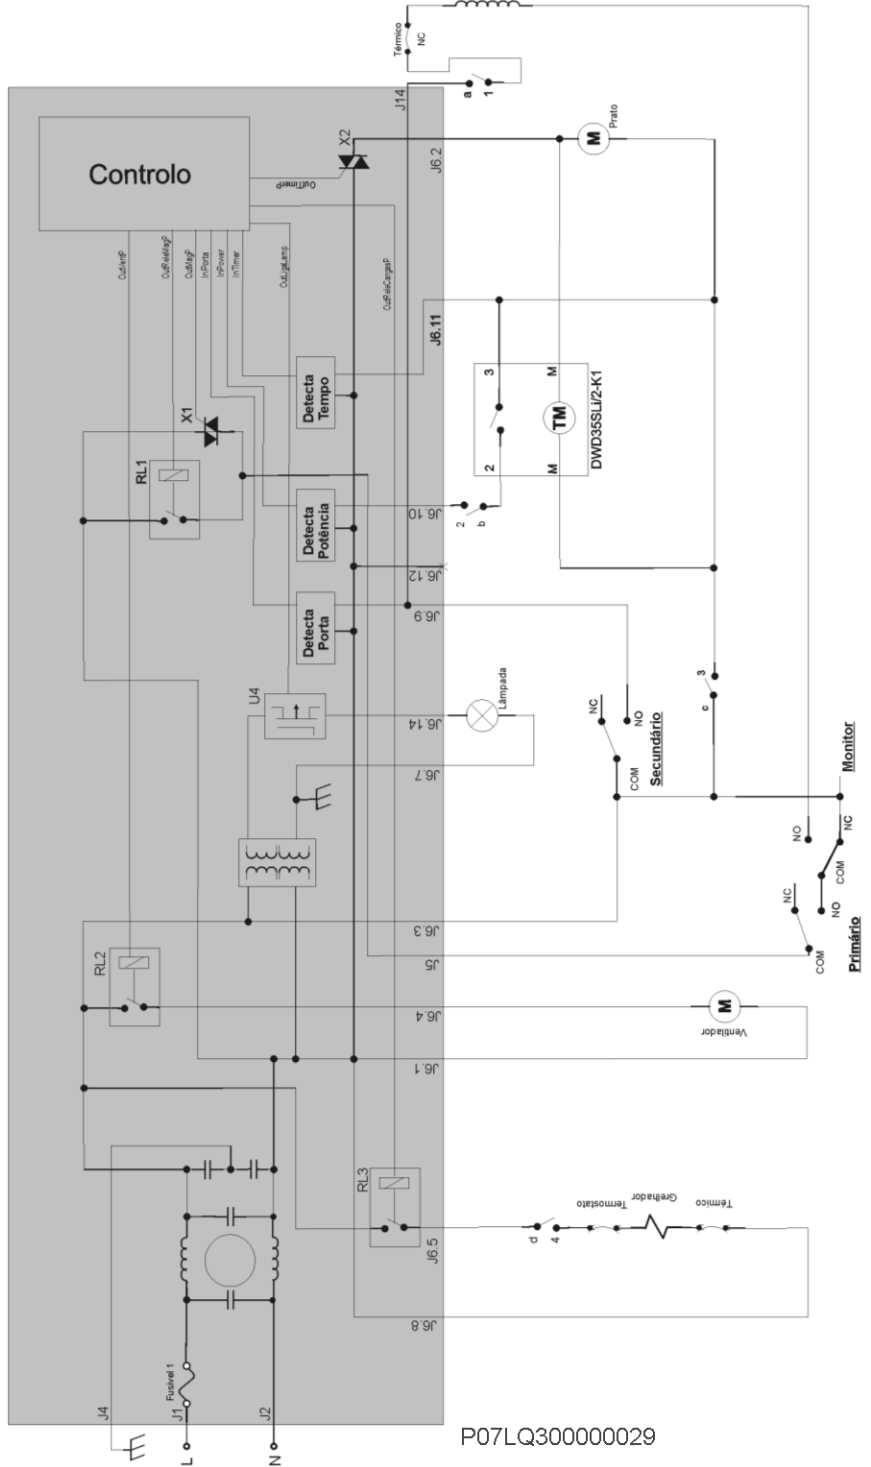 Térmico
NC
a
1
J14
Controlo
X2
J6.2
M
Prato
OutTimerP
OutVentP
OutReleMagP
OutMagP
InPorta
InPower
InTimer
OutLigaLamp
OutReleCargasP
J6.11
Detecta
Tempo
X1
RL1
3
M
TM
2
M
DWD35SLi/2-K1
Detecta
Potência
J6.10
2
b
J6.12
Detecta
Porta
J6.9
U4
J6.14
Lâmpada
J6.7
NC
NO
COM
Secundário
3
c
Monitor
NO
NC
COM
NC
NO
COM
Primário
J6.3
J5
RL2
J6.4
M
Ventilador
J6.1
RL3
J6.5
d
4
Termostato
Grelhador
Térmico
J6.8
Fusível 1
J4
J1
J2
L
N
P07LQ300000029